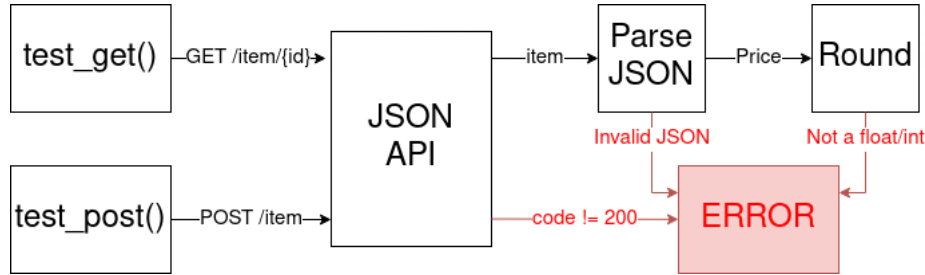 test_get()
GET /item/{id}
JSON
API
item
Parse
JSON
Price
Round
Invalid JSON
Not a float/int
test_post()
POST /item
code != 200
ERROR